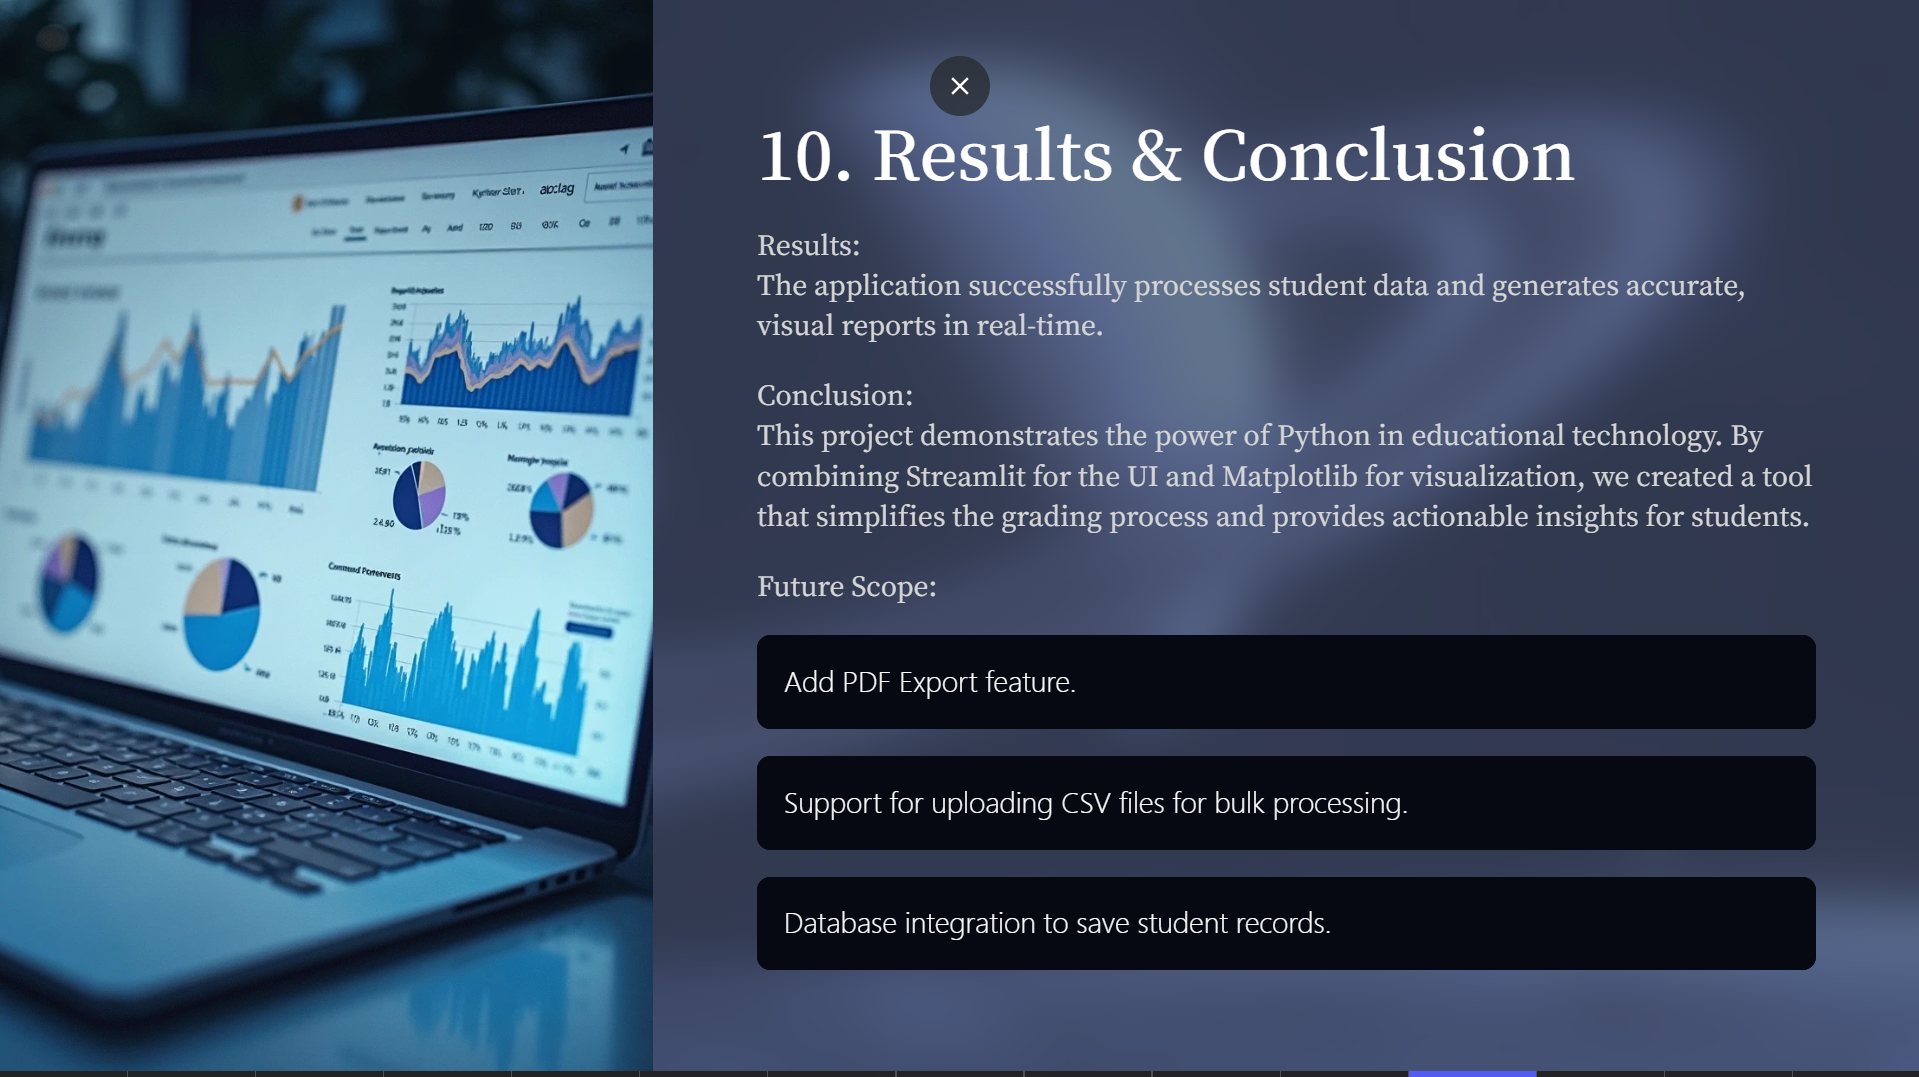 10. Results & Conclusion
Results:
The application successfully processes student data and generates accurate,
visual reports in real-time.
Conclusion:
This project demonstrates the power of Python in educational technology. By
combining Streamlit for the UI and Matplotlib for visualization, we created a tool
that simplifies the grading process and provides actionable insights for students.
Future Scope:
Add PDF Export feature.
Support for uploading CSV files for bulk processing.
Database integration to save student records.